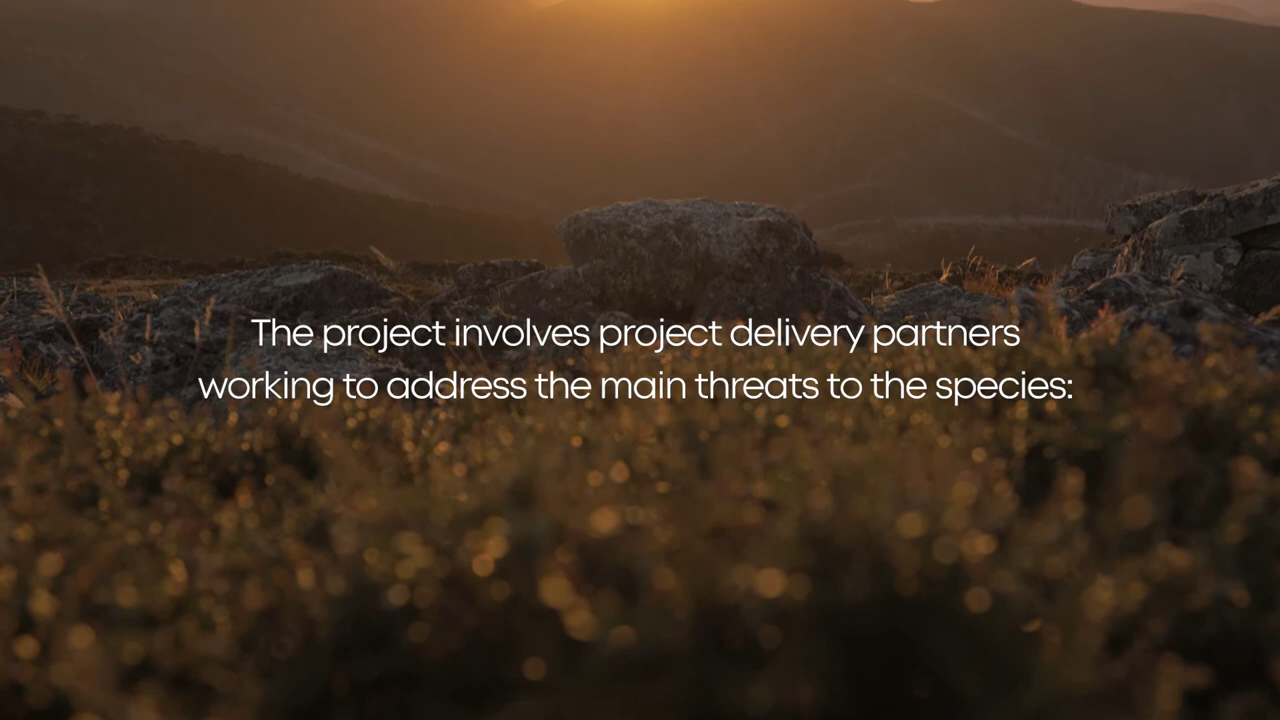 The project involves project delivery partners
working to address the main threats to the species: